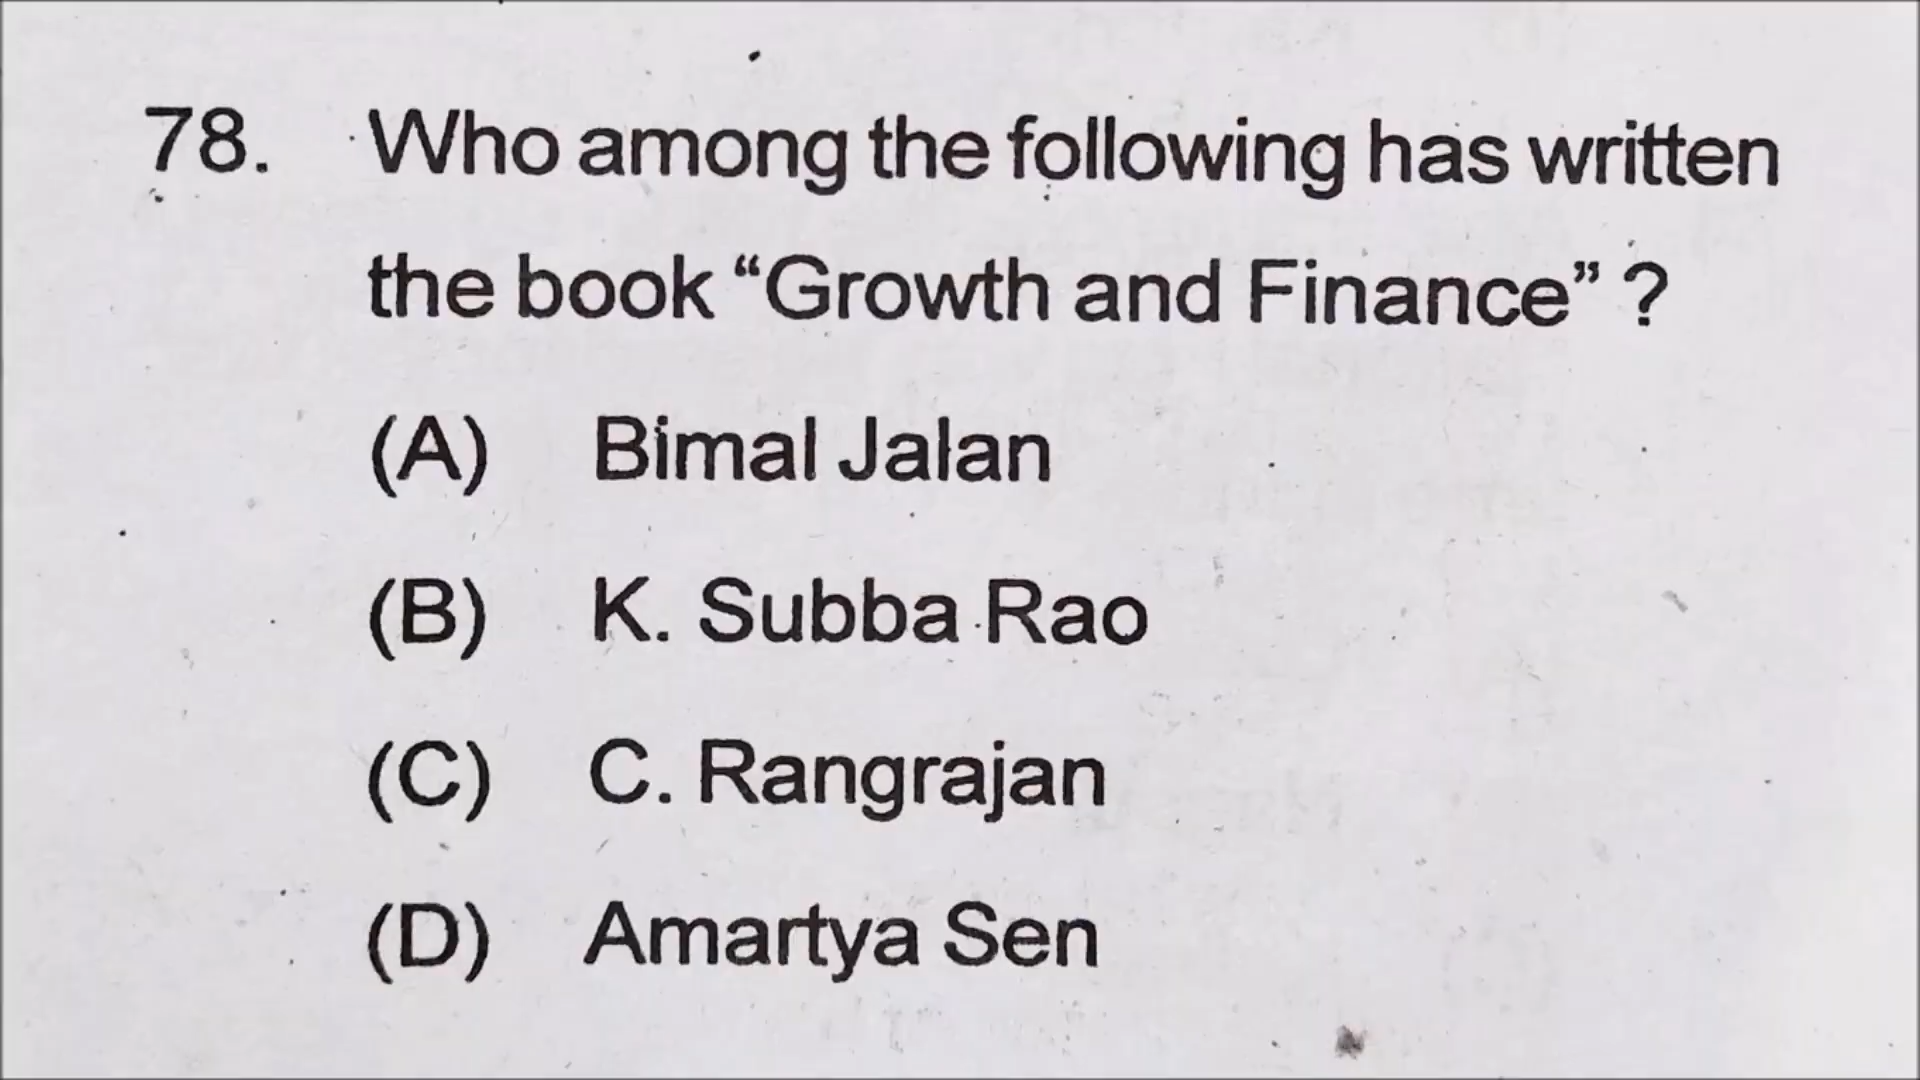 78. Who among the following has written
the book “Growth and Finance” ?
(A) Bimal Jalan
(B) K. Subba Rao
(C) C. Rangrajan
(D) Amartya Sen